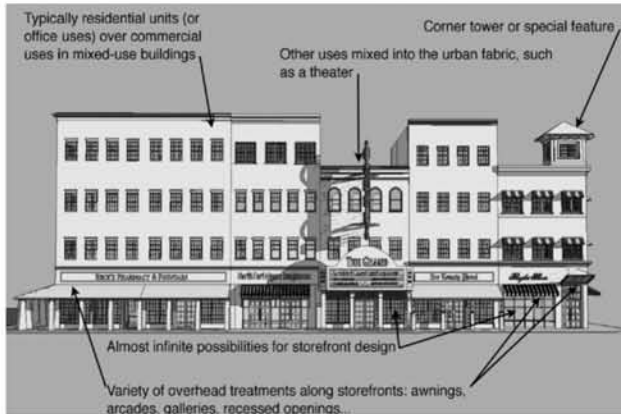 Typically residential units (or
office uses) over commercial
uses in mixed-use buildings
Corner tower or special feature
Other uses mixed into the urban fabric, such
as a theater
Almost infinite possibilities for storefront design
Variety of overhead treatments along storefronts: awnings,
arcades, galleries, recessed openings...